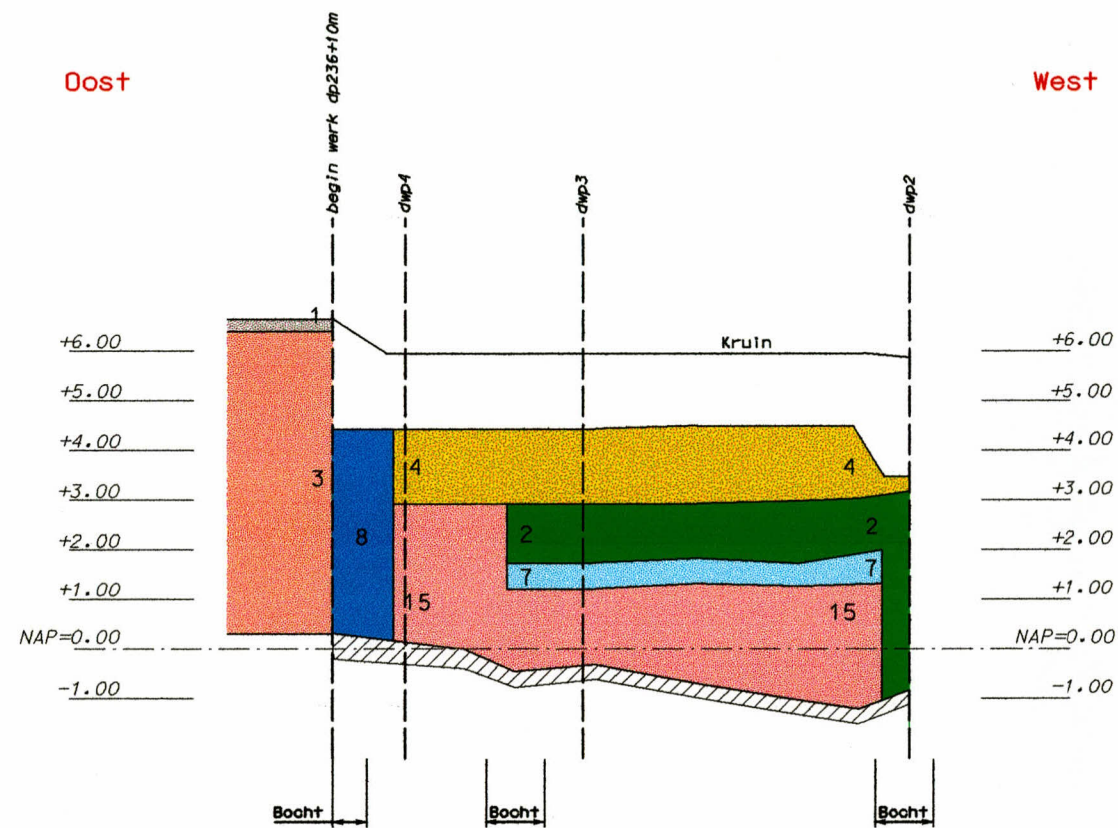 Oost
West
begin werk dp236+10m
dwp4
dwp3
dwp2
1
Kruin
+6.00
+6.00
+5.00
+5.00
+4.00
+4.00
4
4
3
+3.00
+3.00
8
2
2
+2.00
+2.00
7
7
+1.00
+1.00
15
15
NAP=0.00
NAP=0.00
-1.00
-1.00
Bocht
Bocht
Bocht